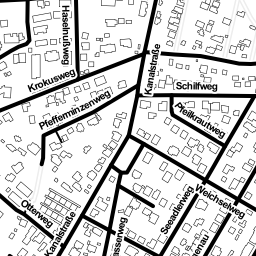 Haselnußweg
Kanalstraße
Krokusweg
Schilfweg
Pfefferminzenweg
Pfeilkrautweg
Otterweg
Kanalstraße
Seeadlerweg
Weichselweg